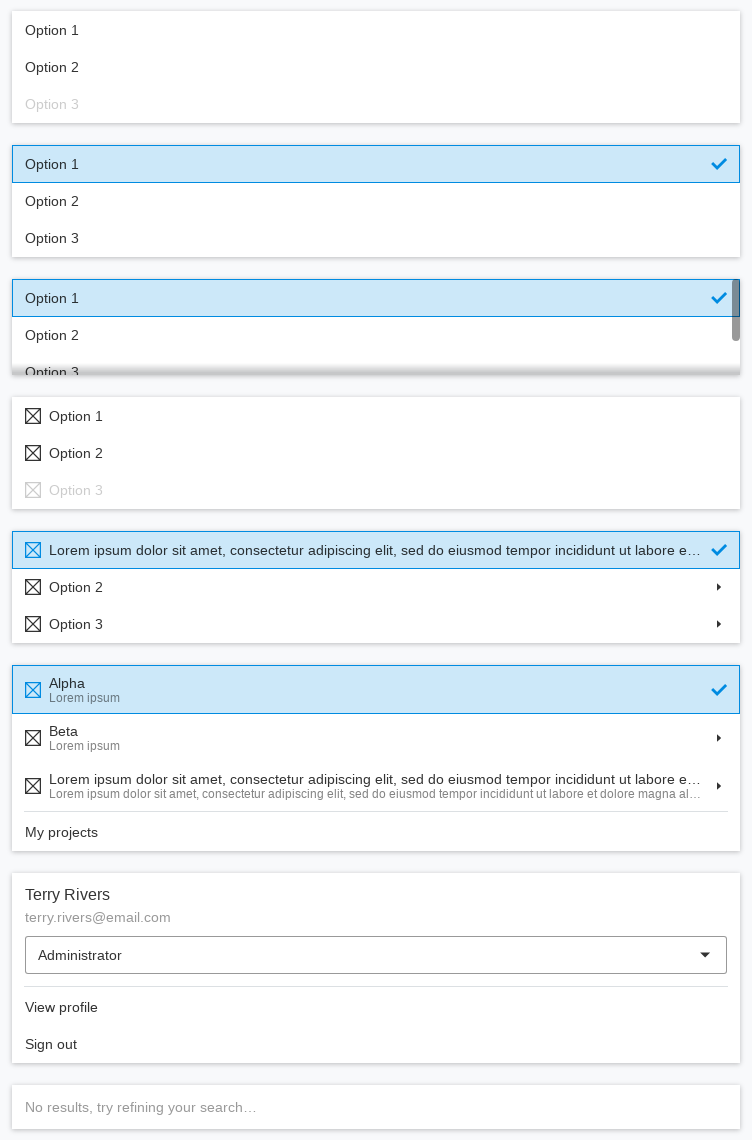 Option 1
Option 2
Option 3
Option 1
Option 2
Option 3
Option 1
Option 2
Option 3
Option 1
Option 2
Option 3
Lorem ipsum dolor sit amet, consectetur adipiscing elit, sed do eiusmod tempor incididunt ut labore e…
Option 2
Option 3
Alpha
Lorem ipsum
Beta
Lorem ipsum
Lorem ipsum dolor sit amet, consectetur adipiscing elit, sed do eiusmod tempor incididunt ut labore e…
Lorem ipsum dolor sit amet, consectetur adipiscing elit, sed do eiusmod tempor incididunt ut labore et dolore magna al…
My projects
Terry Rivers
terry.rivers@email.com
Administrator
View profile
Sign out
No results, try refining your search…